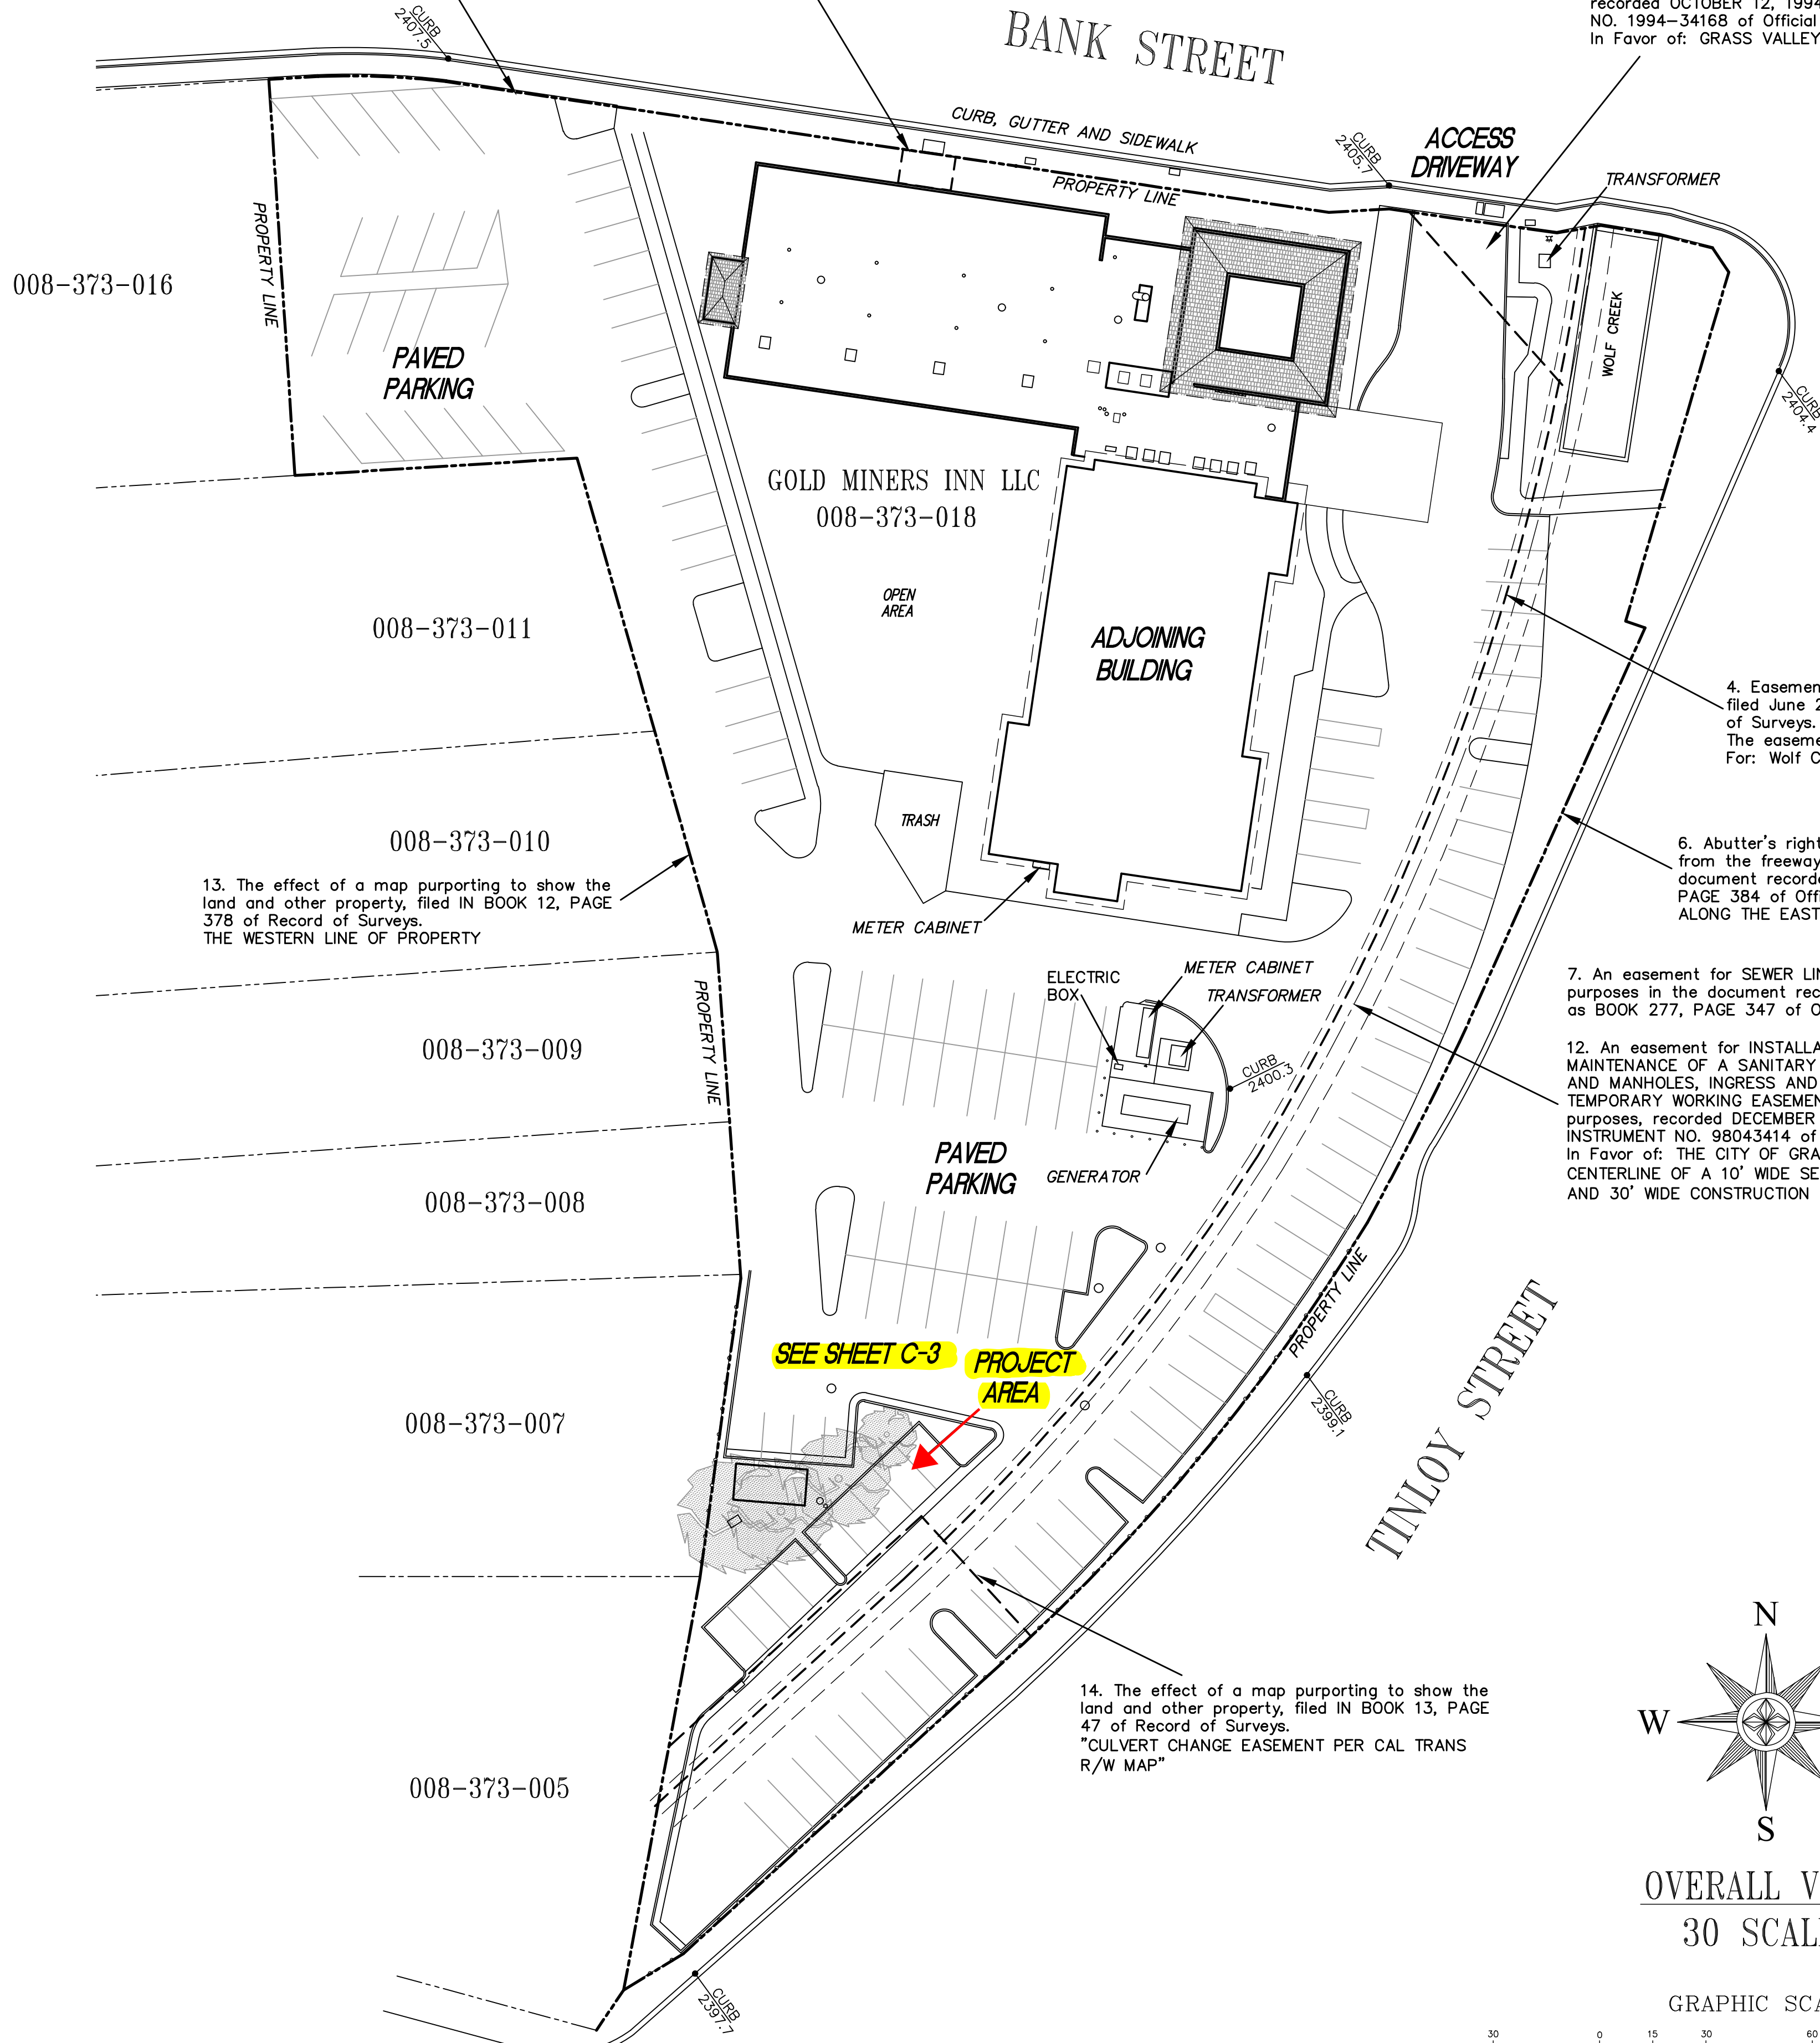 recorded OCTOBER 12, 1994
NO. 1994-34168 of Official
In Favor of: GRASS VALLEY
CURB
2407.5
BANK STREET
CURB, GUTTER AND SIDEWALK
CURB
2405.7
ACCESS
DRIVEWAY
TRANSFORMER
PROPERTY LINE
PROPERTY LINE
008-373-016
PAVED
PARKING
WOLF CREEK
CURB
2404.4
GOLD MINERS INN LLC
008-373-018
OPEN
AREA
008-373-011
ADJOINING
BUILDING
4. Easemen
filed June 2
of Surveys.
The easeme
For: Wolf C
TRASH
008-373-010
6. Abutter's right
from the freeway
document recorde
PAGE 384 of Offi
ALONG THE EAST
13. The effect of a map purporting to show the
land and other property, filed IN BOOK 12, PAGE
378 of Record of Surveys.
THE WESTERN LINE OF PROPERTY
METER CABINET
ELECTRIC
BOX
METER CABINET
TRANSFORMER
7. An easement for SEWER LIN
purposes in the document rec
as BOOK 277, PAGE 347 of O
PROPERTY LINE
008-373-009
CURB
2400.3
12. An easement for INSTALLA
MAINTENANCE OF A SANITARY
AND MANHOLES, INGRESS AND
TEMPORARY WORKING EASEMEN
purposes, recorded DECEMBER
INSTRUMENT NO. 98043414 of
In Favor of: THE CITY OF GRA
CENTERLINE OF A 10' WIDE SE
AND 30' WIDE CONSTRUCTION
PAVED
PARKING
GENERATOR
008-373-008
PROPERTY LINE
SEE SHEET C-3
PROJECT
AREA
008-373-007
CURB
2399.1
TINLOY STREET
14. The effect of a map purporting to show the
land and other property, filed IN BOOK 13, PAGE
47 of Record of Surveys.
"CULVERT CHANGE EASEMENT PER CAL TRANS
R/W MAP"
008-373-005
N
W
S
OVERALL V
30 SCAL
CURB
2397.7
GRAPHIC SCA
30 0 15 30 60